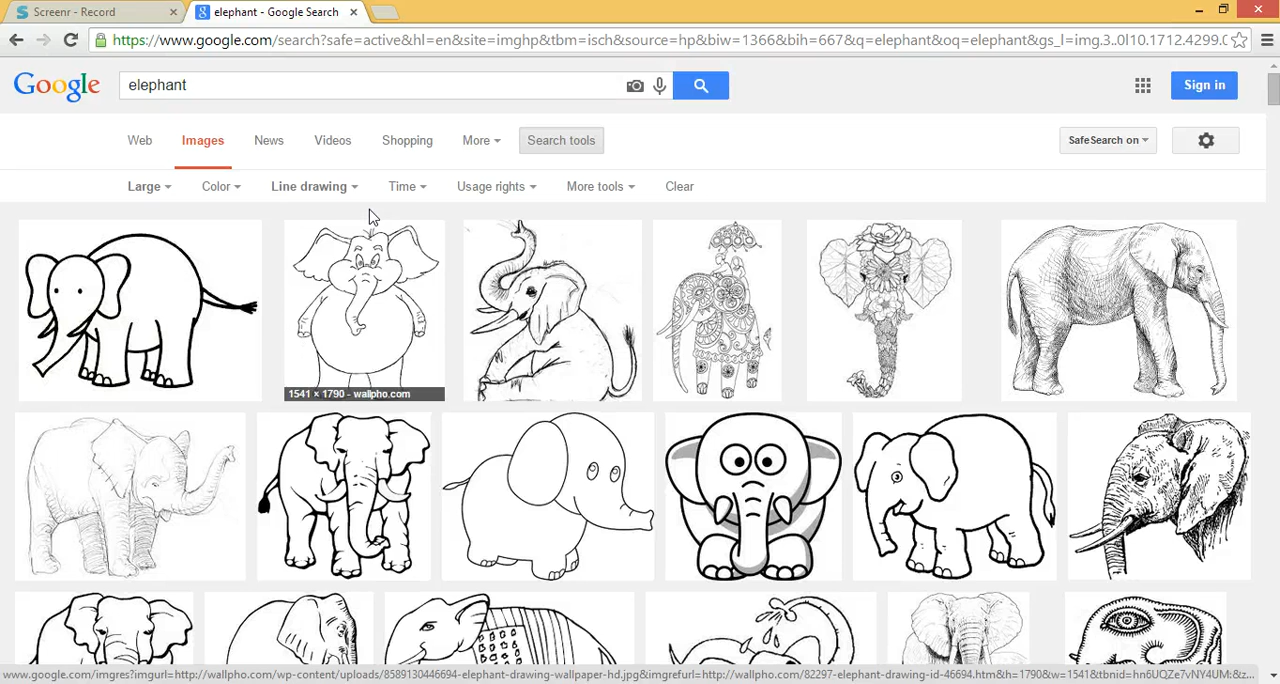 Screenr - Record
elephant - Google Search
https://www.google.com/search?safe=active&hl=en&site=imghp&tbm=isch&source=hp&biw=1366&bih=667&q=elephant&oq=elephant&gs_l=img.3..0l10.1712.4299.0
Google
elephant
Sign in
Web Images News Videos Shopping More Search tools
SafeSearch on
Large Color Line drawing Time Usage rights More tools Clear
1541 × 1790 - wallpho.com
www.google.com/imgres?imgurl=http://wallpho.com/wp-content/uploads/8589130446694-elephant-drawing-wallpaper-hd.jpg&imgrefurl=http://wallpho.com/82297-elephant-drawing-id-46694.htm&h=1790&w=1541&tbnid=hn6UQZe7vNY4UM:&z...